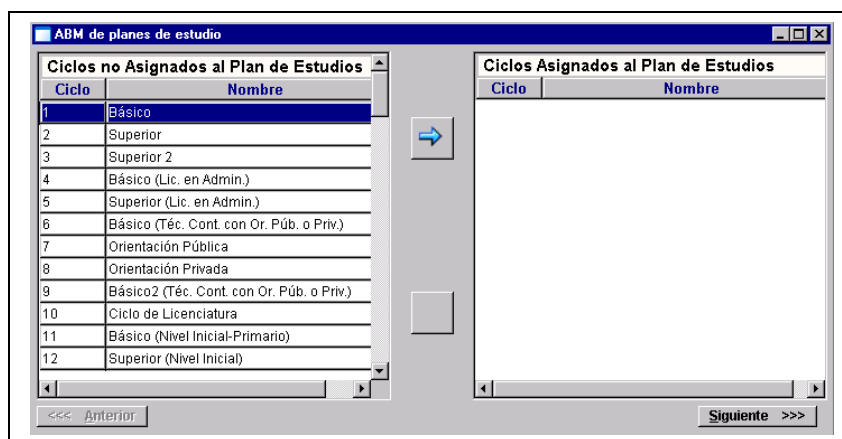 ABM de planes de estudio
Ciclos no Asignados al Plan de Estudios
Ciclo Nombre
1 Básico
2 Superior
3 Superior 2
4 Básico (Lic. en Admin.)
5 Superior (Lic. en Admin.)
6 Básico (Téc. Cont. con Or. Púb. o Priv.)
7 Orientación Pública
8 Orientación Privada
9 Básico2 (Téc. Cont. con Or. Púb. o Priv.)
10 Ciclo de Licenciatura
11 Básico (Nivel Inicial-Primario)
12 Superior (Nivel Inicial)
Ciclos Asignados al Plan de Estudios
Ciclo Nombre
<<< Anterior
Siguiente >>>